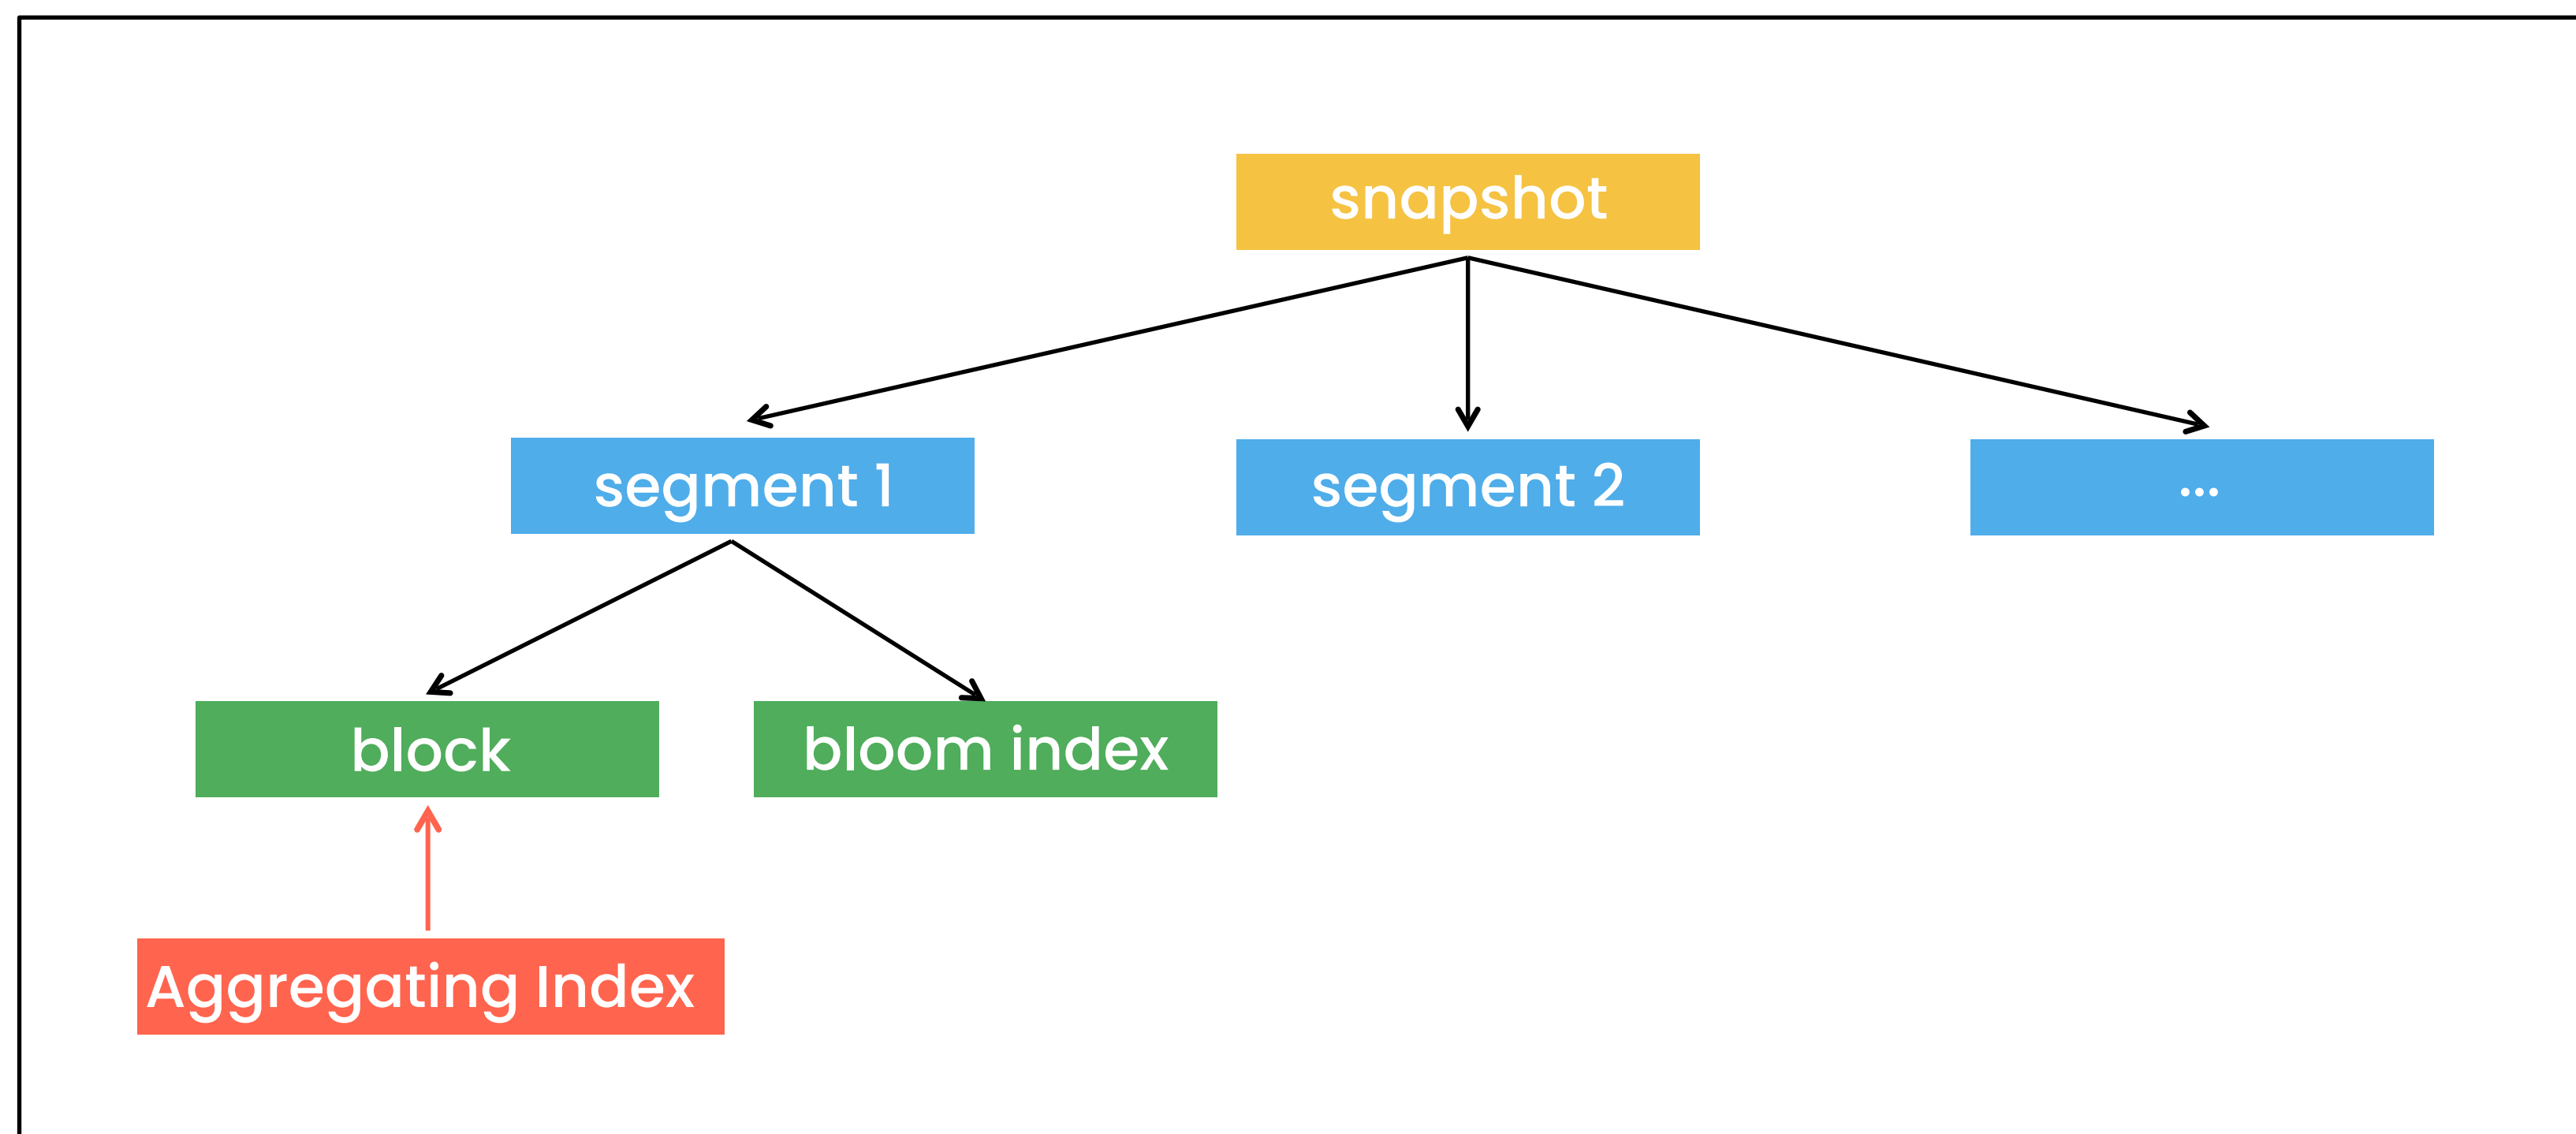 snapshot
segment 1
segment 2
...
block
bloom index
Aggregating Index